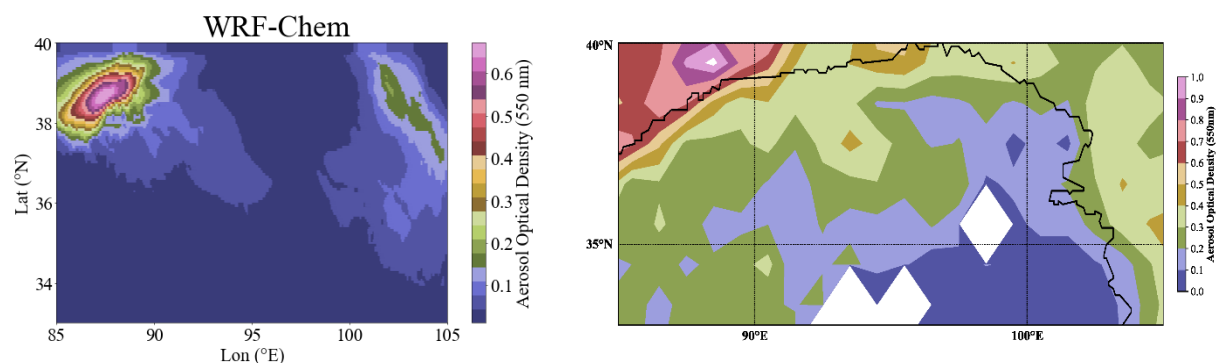 WRF-Chem
40
38
36
34
85
90
95
100
105
Lat (°N)
Lon (°E)
0.6
0.5
0.4
0.3
0.2
0.1
Aerosol Optical Density (550 nm)
40°N
35°N
90°E
100°E
1.0
0.9
0.8
0.7
0.6
0.5
0.4
0.3
0.2
0.1
0.0
Aerosol Optical Density (550nm)